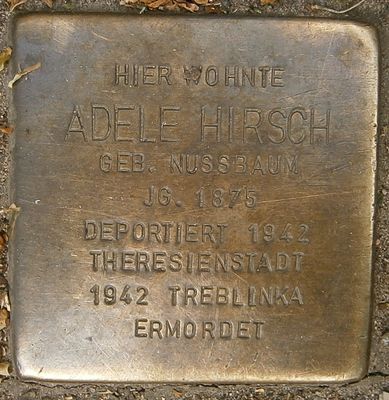 HIER WOHNTE
ADELE HIRSCH
GEB. NUSSBAUM
JG. 1875
DEPORTIERT 1942
THERESIENSTADT
1942 TREBLINKA
ERMORDET